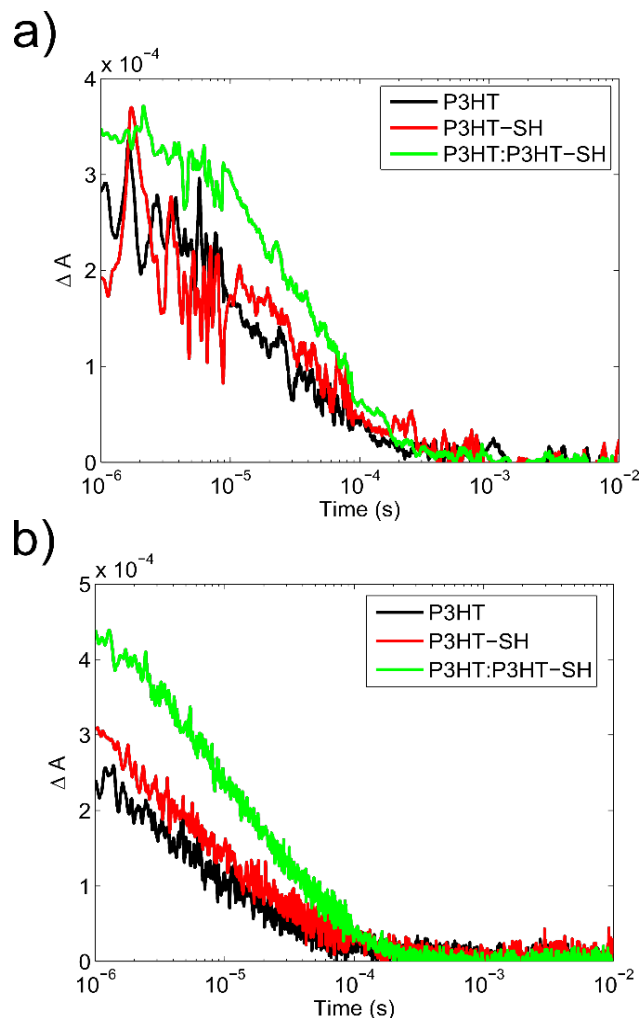 a)
× 10⁻⁴
4
3
2
1
0
Δ A
P3HT
P3HT−SH
P3HT:P3HT−SH
10⁻⁶ 10⁻⁵ 10⁻⁴ 10⁻³ 10⁻²
Time (s)
b)
× 10⁻⁴
5
4
3
2
1
0
Δ A
P3HT
P3HT−SH
P3HT:P3HT−SH
10⁻⁶ 10⁻⁵ 10⁻⁴ 10⁻³ 10⁻²
Time (s)